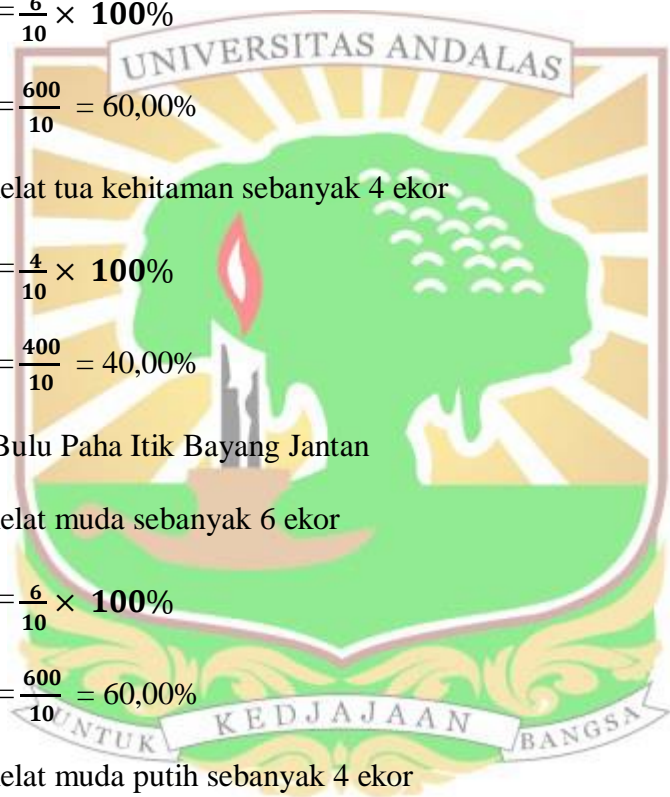 =6/10 × 100%
UNIVERSITAS ANDALAS
=600/10 = 60,00%
elat tua kehitaman sebanyak 4 ekor
=4/10 × 100%
=400/10 = 40,00%
Bulu Paha Itik Bayang Jantan
elat muda sebanyak 6 ekor
=6/10 × 100%
=600/10 = 60,00%
UNTUK KEDJAJAAN BANGSA
elat muda putih sebanyak 4 ekor